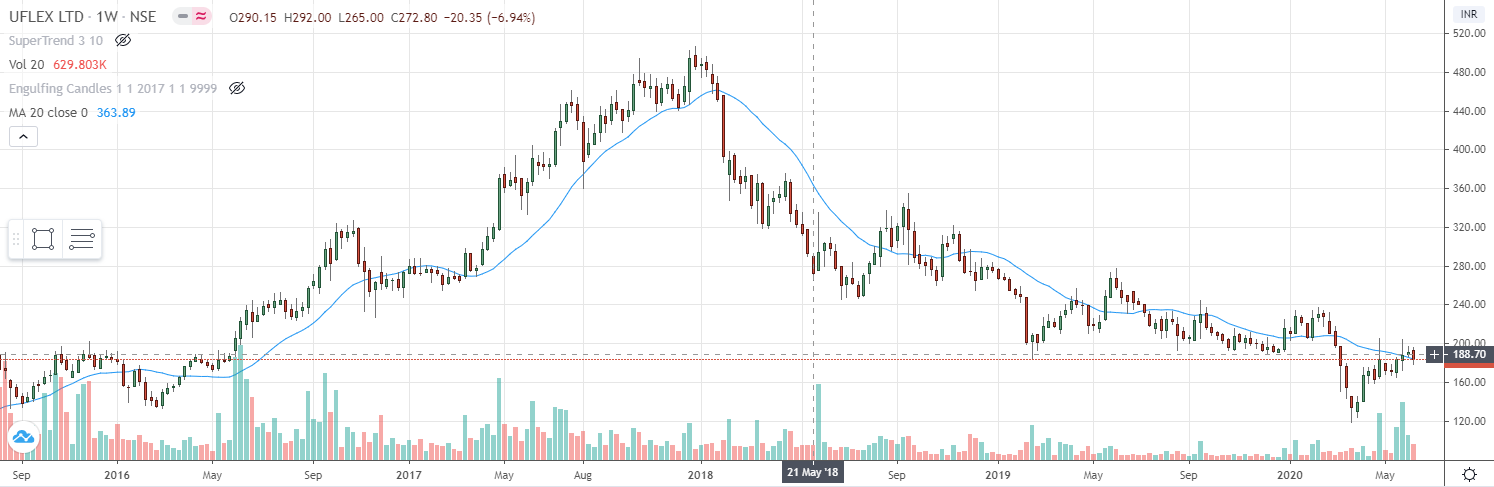 UFLEX LTD · 1W · NSE O290.15 H292.00 L265.00 C272.80 −20.35 (−6.94%)
SuperTrend 3 10
Vol 20 629.803K
Engulfing Candles 1 1 2017 1 1 9999
MA 20 close 0 363.89
INR
520.00
480.00
440.00
400.00
360.00
320.00
280.00
240.00
200.00
188.70
160.00
120.00
Sep 2016 May Sep 2017 May Aug 2018 21 May '18 Sep 2019 May Sep 2020 May